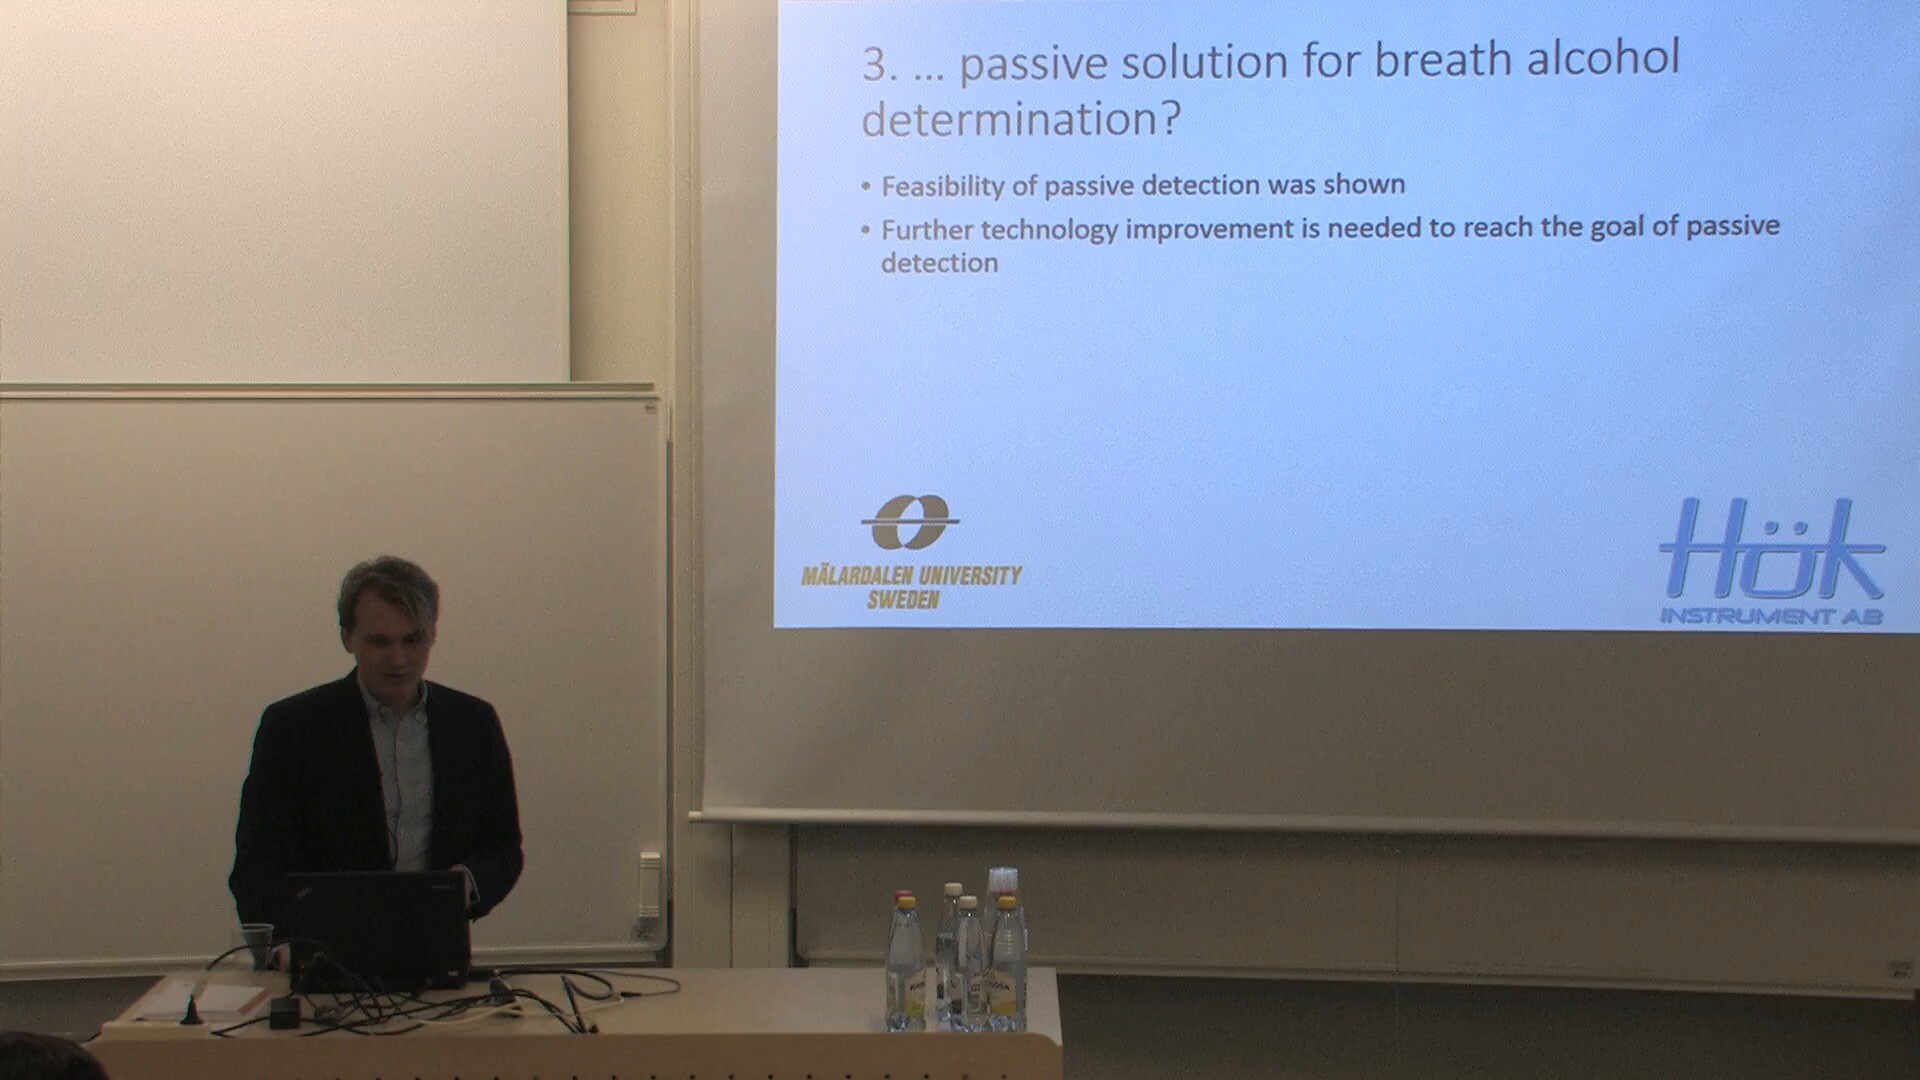 3. ... passive solution for breath alcohol
determination?
• Feasibility of passive detection was shown
• Further technology improvement is needed to reach the goal of passive
detection
MÄLARDALEN UNIVERSITY
SWEDEN
Hök
INSTRUMENT AB